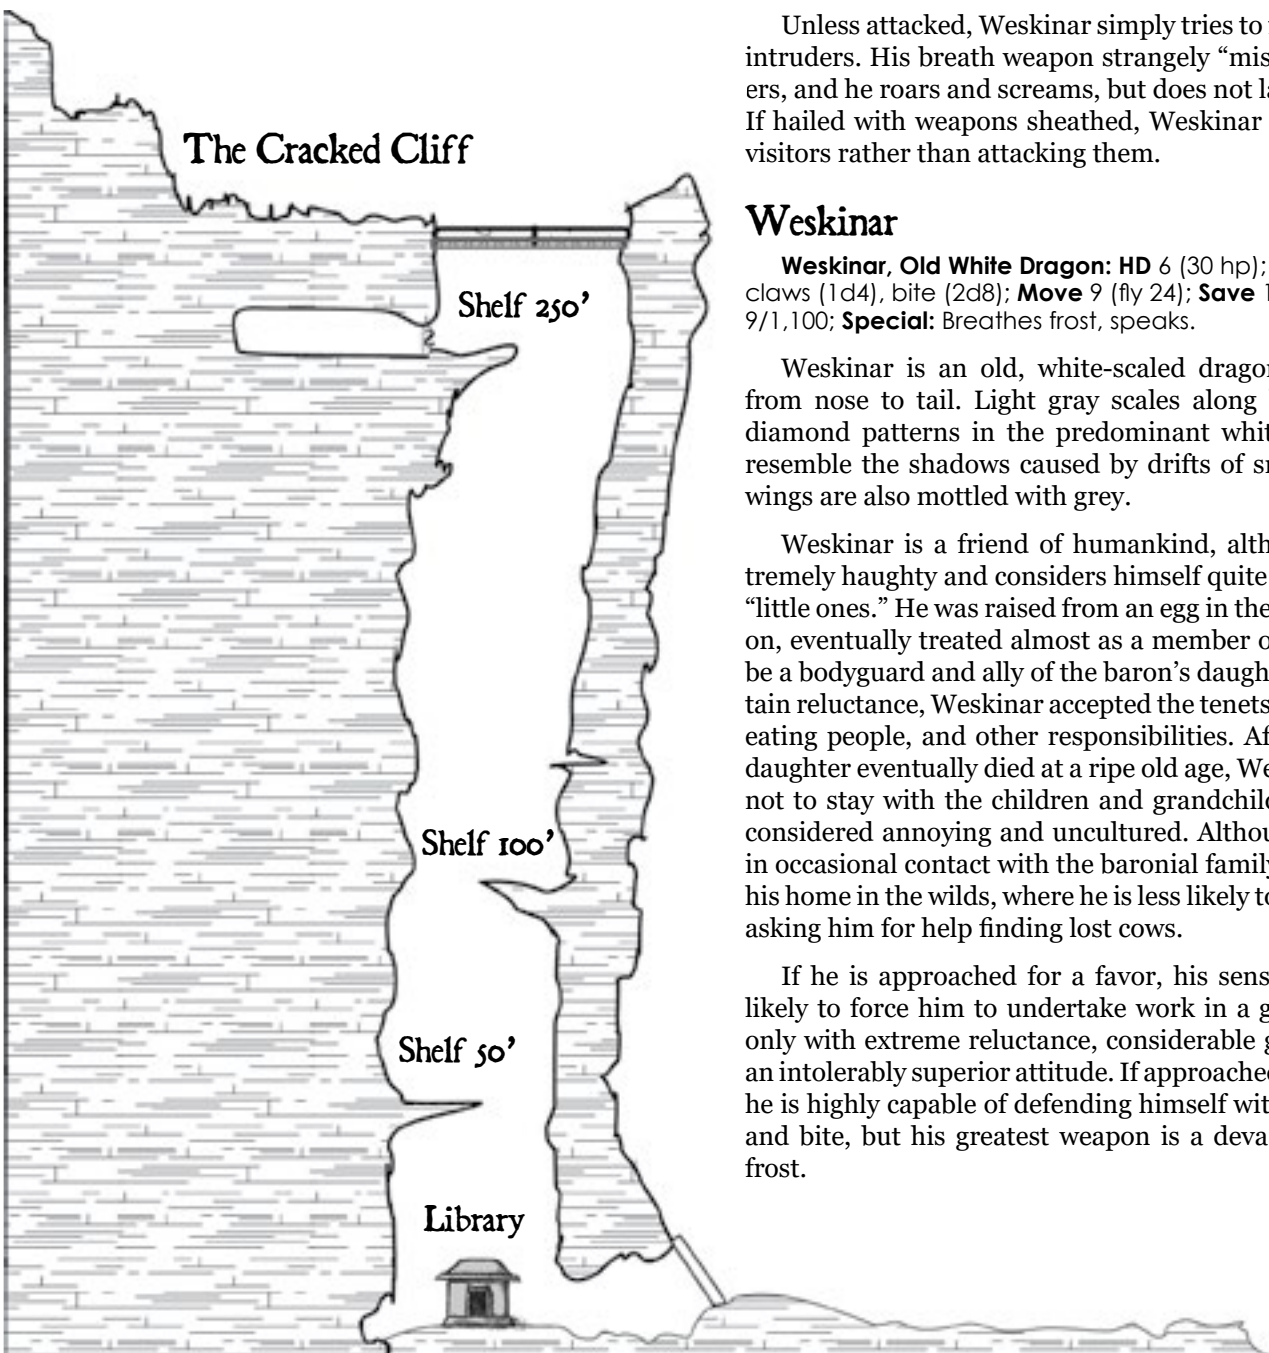 The Cracked Cliff
Shelf 250'
Shelf 100'
Shelf 50'
Library
Unless attacked, Weskinar simply tries to
intruders. His breath weapon strangely “mis
ers, and he roars and screams, but does not la
If hailed with weapons sheathed, Weskinar
visitors rather than attacking them.
Weskinar
Weskinar, Old White Dragon: HD 6 (30 hp);
claws (1d4), bite (2d8); Move 9 (fly 24); Save 1
9/1,100; Special: Breathes frost, speaks.
Weskinar is an old, white-scaled dragon
from nose to tail. Light gray scales along
diamond patterns in the predominant whit
resemble the shadows caused by drifts of sn
wings are also mottled with grey.
Weskinar is a friend of humankind, alth
tremely haughty and considers himself quite
“little ones.” He was raised from an egg in the
on, eventually treated almost as a member o
be a bodyguard and ally of the baron’s daugh
tain reluctance, Weskinar accepted the tenets
eating people, and other responsibilities. Af
daughter eventually died at a ripe old age, We
not to stay with the children and grandchild
considered annoying and uncultured. Althou
in occasional contact with the baronial family
his home in the wilds, where he is less likely to
asking him for help finding lost cows.
If he is approached for a favor, his sens
likely to force him to undertake work in a g
only with extreme reluctance, considerable g
an intolerably superior attitude. If approached
he is highly capable of defending himself wit
and bite, but his greatest weapon is a deva
frost.